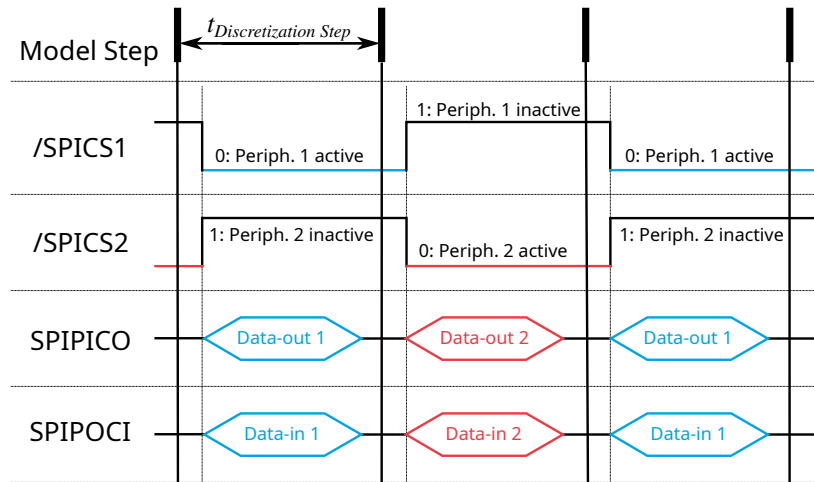 t Discretization Step
Model Step
1: Periph. 1 inactive
/SPICS1
0: Periph. 1 active
0: Periph. 1 active
/SPICS2
1: Periph. 2 inactive
0: Periph. 2 active
1: Periph. 2 inactive
SPIPICO
Data-out 1
Data-out 2
Data-out 1
SPIPOCI
Data-in 1
Data-in 2
Data-in 1